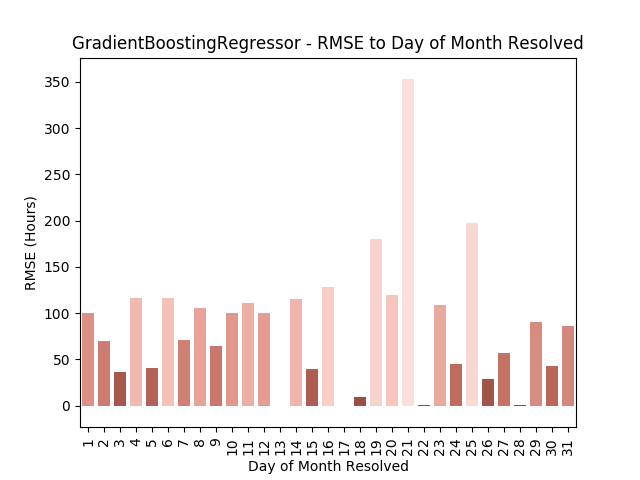 GradientBoostingRegressor - RMSE to Day of Month Resolved
350
300
250
200
150
100
50
0
RMSE (Hours)
1 2 3 4 5 6 7 8 9 10 11 12 13 14 15 16 17 18 19 20 21 22 23 24 25 26 27 28 29 30 31
Day of Month Resolved